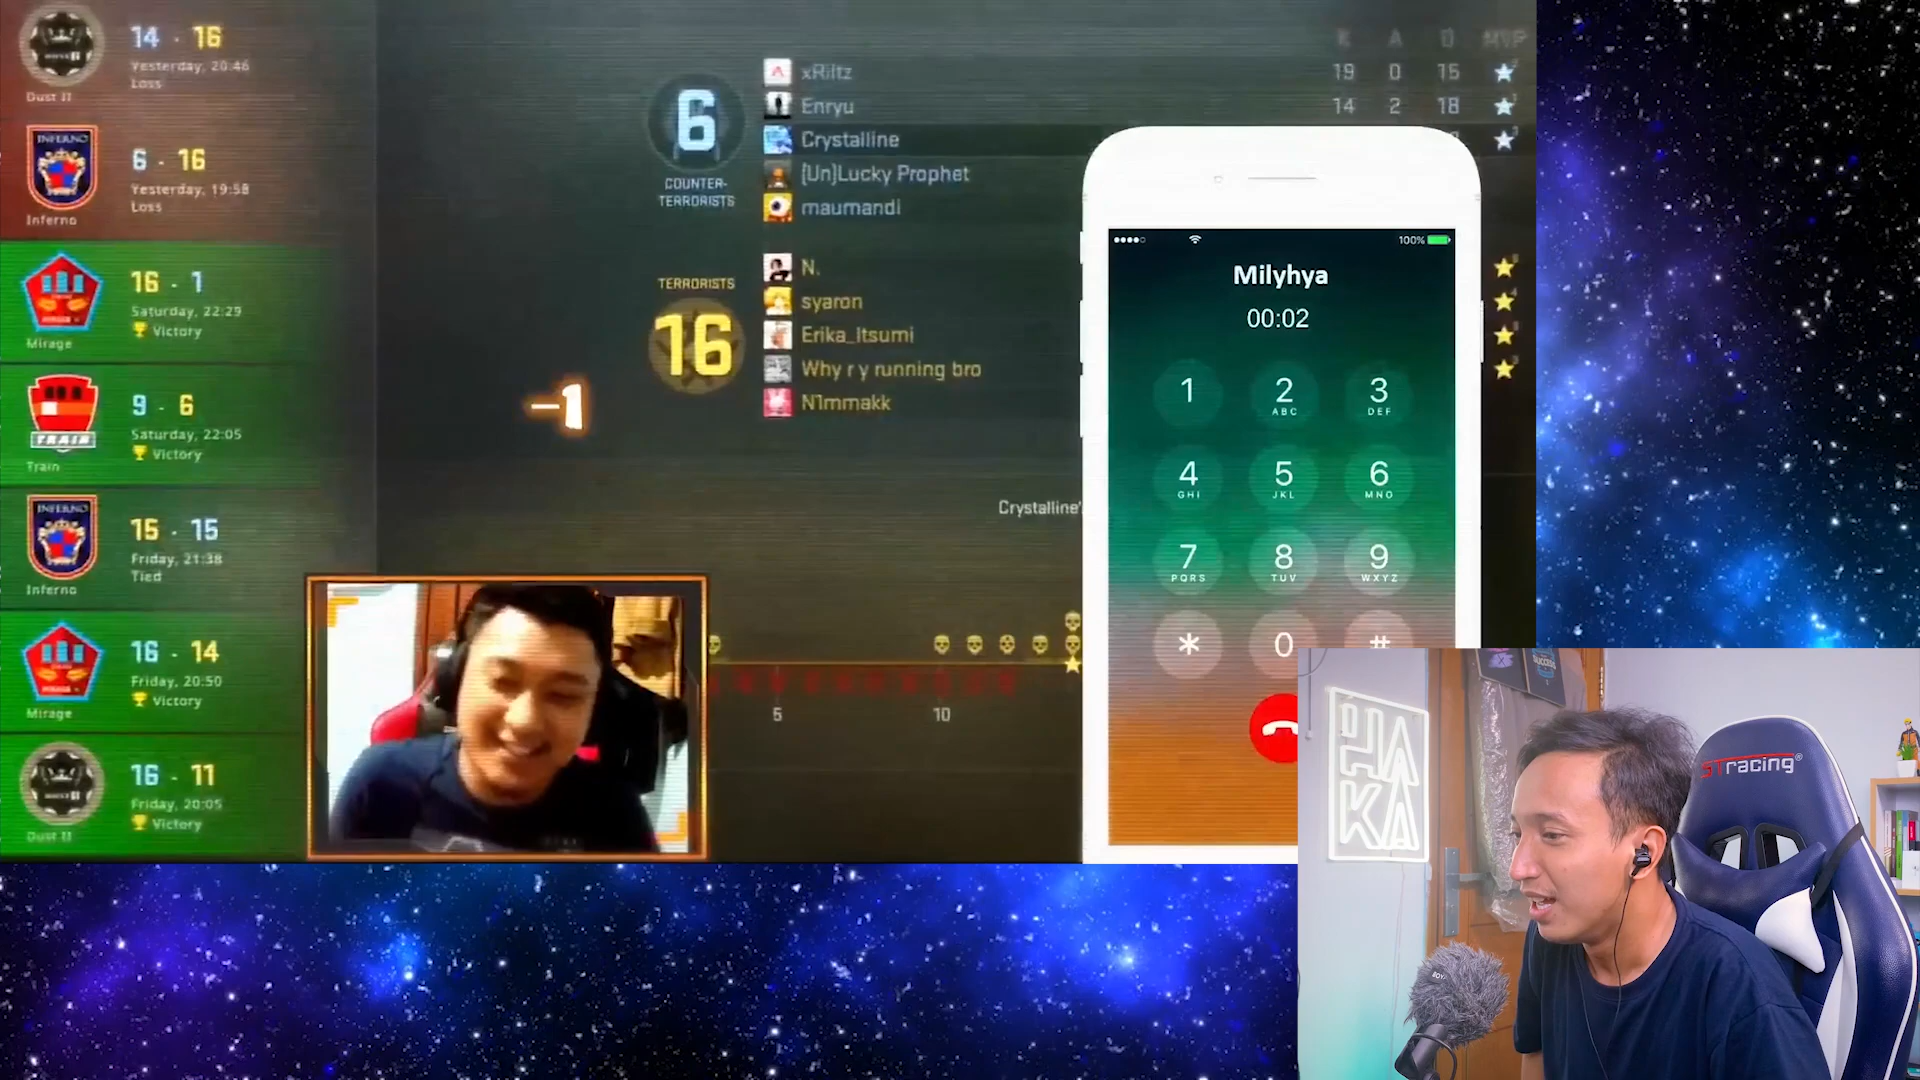 14 - 16
Yesterday, 20:46
Loss
Dust II
INFERNO
6 - 16
Yesterday, 19:58
Loss
Inferno
16 - 1
Saturday, 22:29
Victory
Mirage
9 - 6
Saturday, 22:05
Victory
TRAIN
Train
INFERNO
15 - 15
Friday, 21:38
Tied
Inferno
16 - 14
Friday, 20:50
Victory
Mirage
16 - 11
Friday, 20:05
Victory
Dust II
-1
6
COUNTER-
TERRORISTS
TERRORISTS
16
K A D MVP
xRiltz 19 0 15
Enryu 14 2 18
Crystalline
[Un]Lucky Prophet
maumandi
N.
syaron
Erika_Itsumi
Why r y running bro
N1mmakk
Crystalline'
5 10
100%
Milyhya
00:02
1 2 3
ABC DEF
4 5 6
GHI JKL MNO
7 8 9
PQRS TUV WXYZ
* 0 #
PAKA
STracing®
BOYA